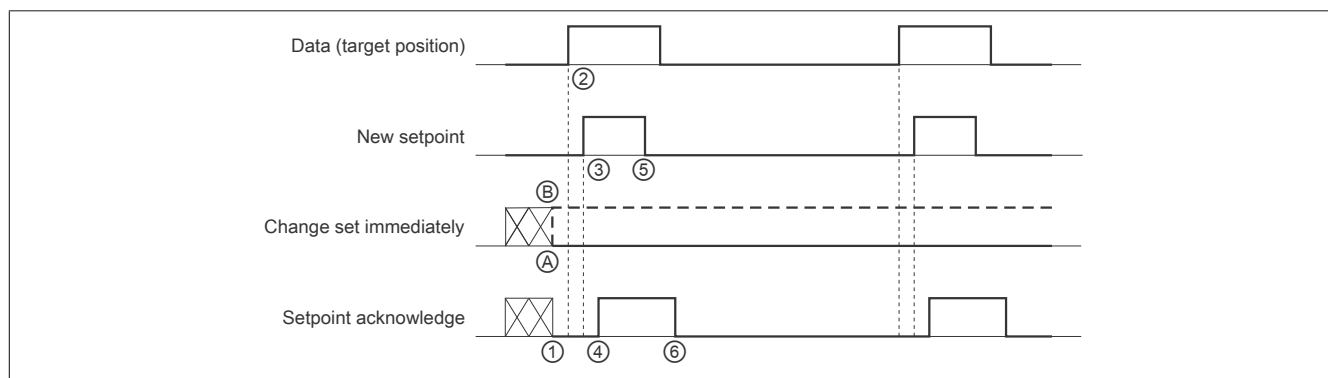 Data (target position)
②
New setpoint
③ ⑤
Ⓑ
Change set immediately
Ⓐ
Setpoint acknowledge
① ④ ⑥